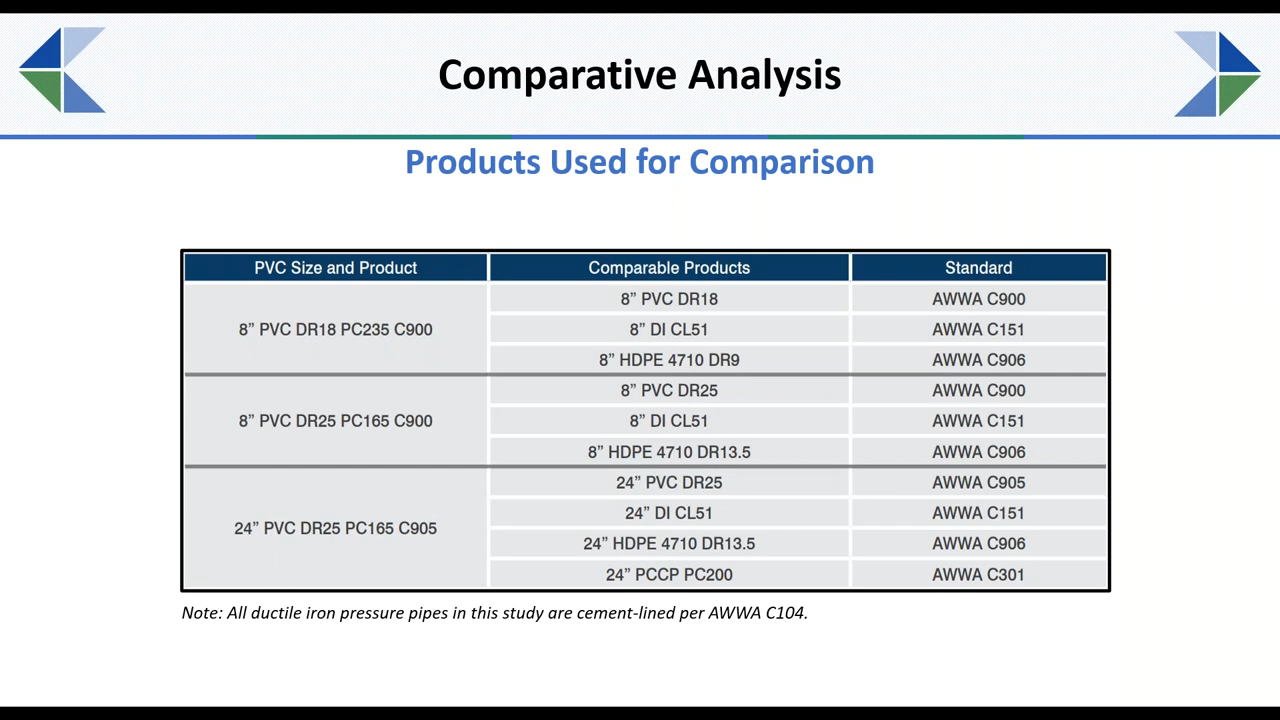 Comparative Analysis
Products Used for Comparison
PVC Size and Product Comparable Products Standard
8” PVC DR18 PC235 C900
8” PVC DR18 AWWA C900
8” DI CL51 AWWA C151
8” HDPE 4710 DR9 AWWA C906
8” PVC DR25 PC165 C900
8” PVC DR25 AWWA C900
8” DI CL51 AWWA C151
8” HDPE 4710 DR13.5 AWWA C906
24” PVC DR25 PC165 C905
24” PVC DR25 AWWA C905
24” DI CL51 AWWA C151
24” HDPE 4710 DR13.5 AWWA C906
24” PCCP PC200 AWWA C301
Note: All ductile iron pressure pipes in this study are cement-lined per AWWA C104.